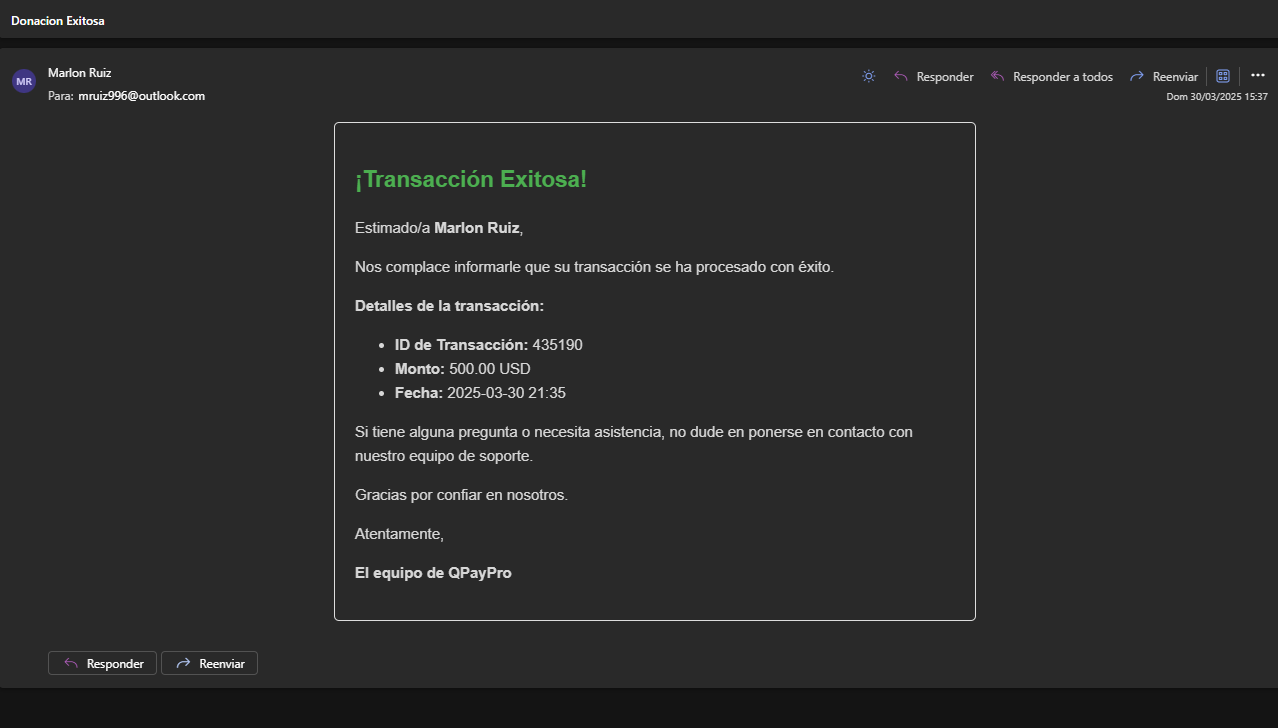 Donacion Exitosa
MR
Marlon Ruiz
Para: mruiz996@outlook.com
Responder
Responder a todos
Reenviar
Dom 30/03/2025 15:37
¡Transacción Exitosa!
Estimado/a Marlon Ruiz,
Nos complace informarle que su transacción se ha procesado con éxito.
Detalles de la transacción:
• ID de Transacción: 435190
• Monto: 500.00 USD
• Fecha: 2025-03-30 21:35
Si tiene alguna pregunta o necesita asistencia, no dude en ponerse en contacto con
nuestro equipo de soporte.
Gracias por confiar en nosotros.
Atentamente,
El equipo de QPayPro
Responder
Reenviar